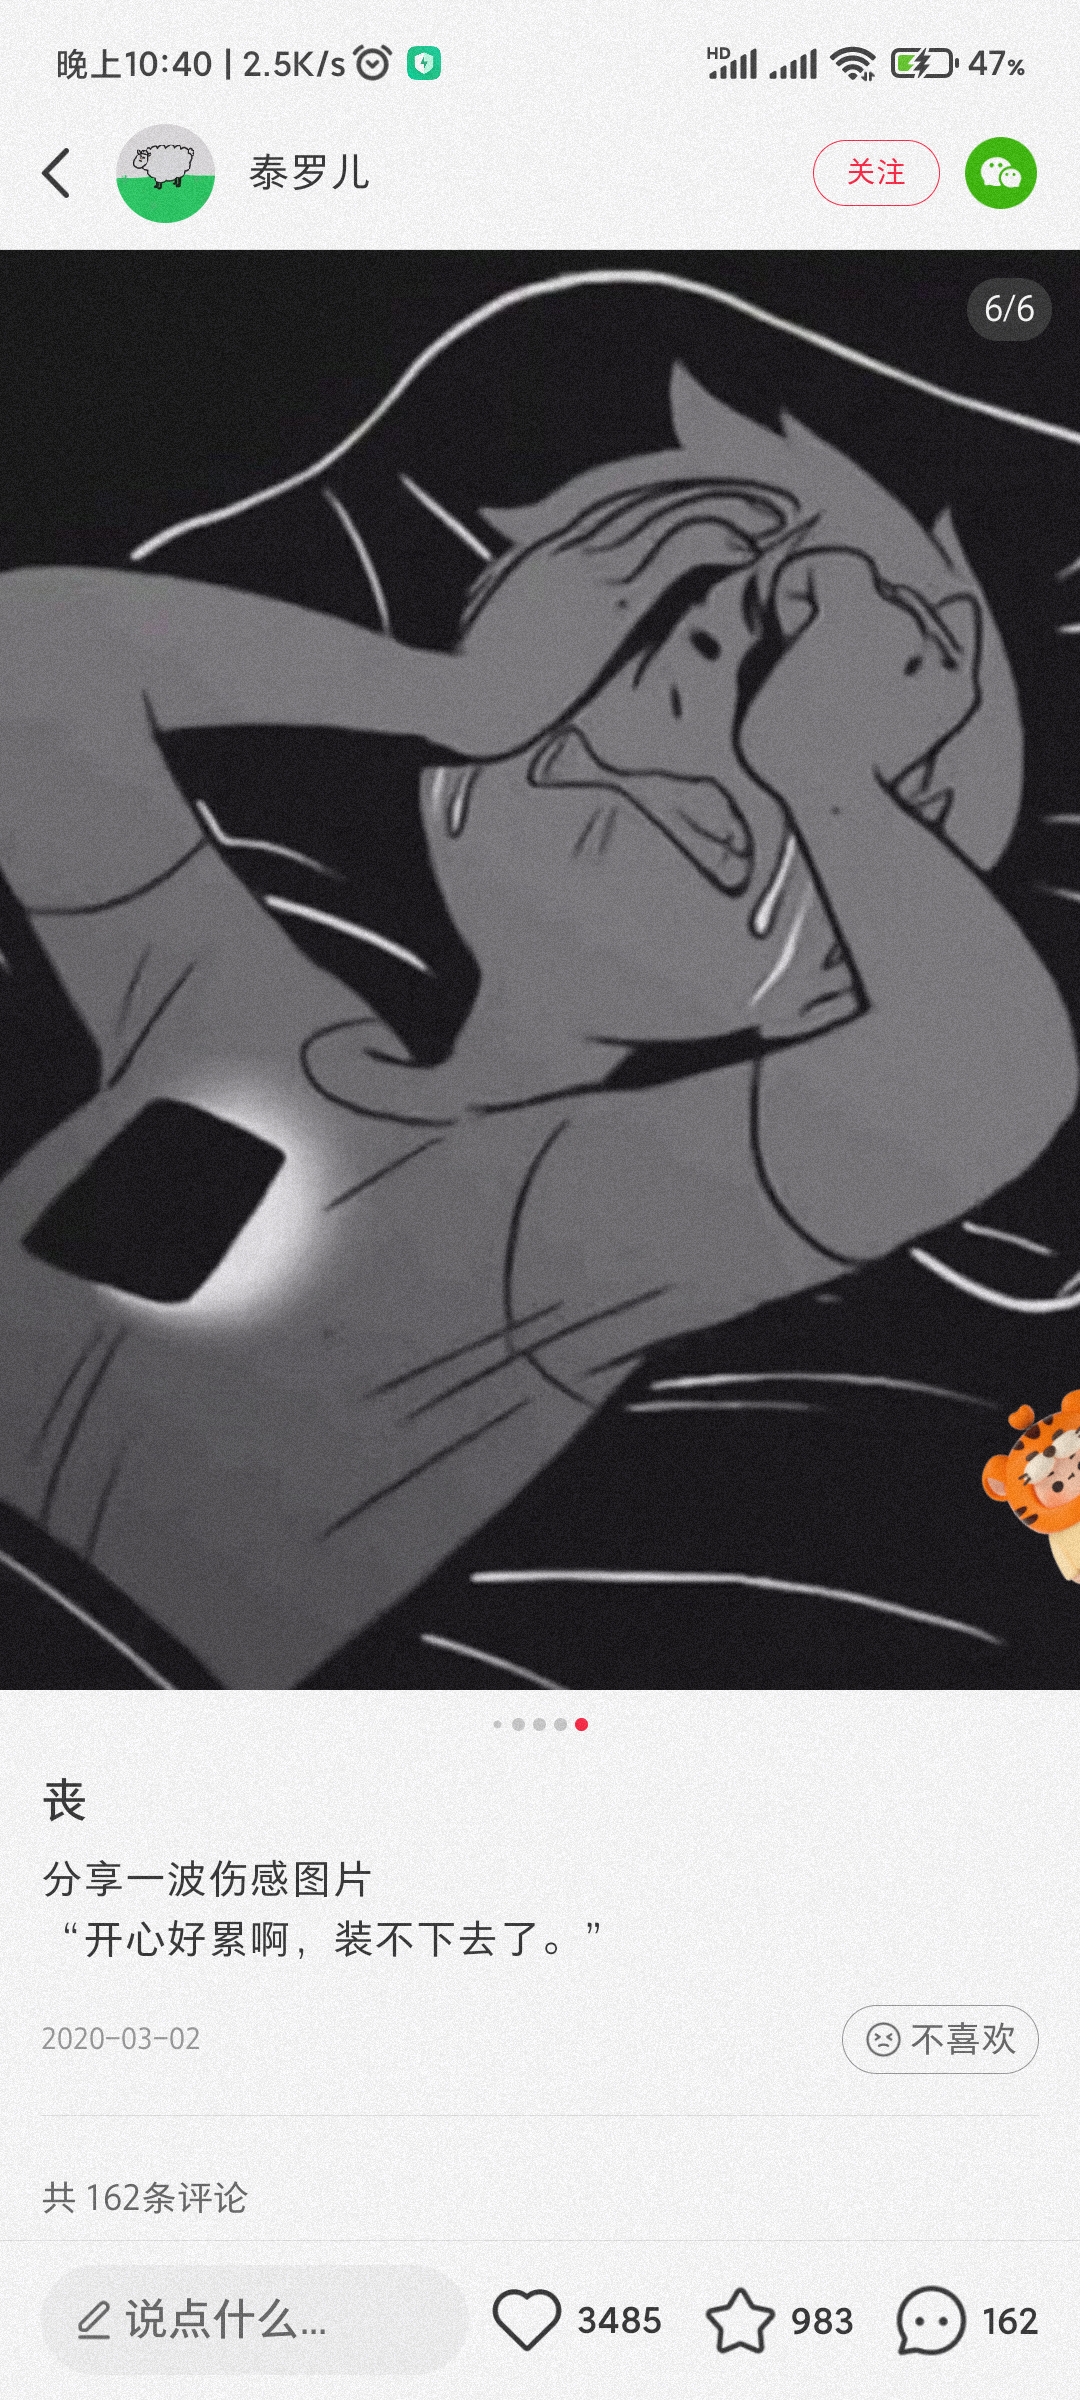 晚上10:40 | 2.5K/s
HD
47%
泰罗儿
关注
6/6
丧
分享一波伤感图片
“开心好累啊，装不下去了。”
2020-03-02
不喜欢
共 162条评论
说点什么...
3485
983
162